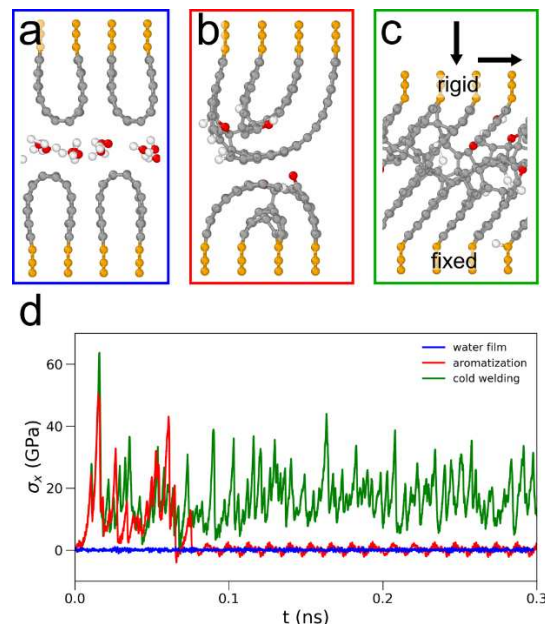 a
b
c
rigid
fixed
d
water film
aromatization
cold welding
60
40
20
0
σx (GPa)
0.0
0.1
0.2
0.3
t (ns)